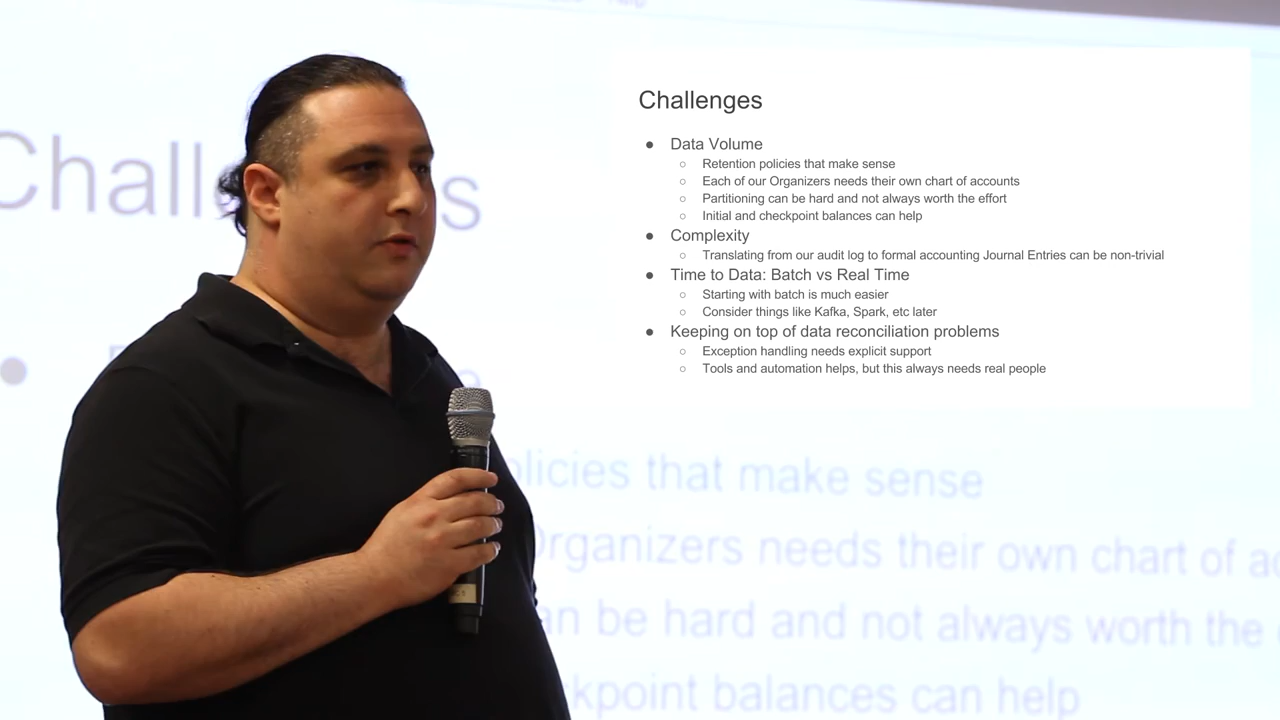 Challenges
● Data Volume
○ Retention policies that make sense
○ Each of our Organizers needs their own chart of accounts
○ Partitioning can be hard and not always worth the effort
○ Initial and checkpoint balances can help
● Complexity
○ Translating from our audit log to formal accounting Journal Entries can be non-trivial
● Time to Data: Batch vs Real Time
○ Starting with batch is much easier
○ Consider things like Kafka, Spark, etc later
● Keeping on top of data reconciliation problems
○ Exception handling needs explicit support
○ Tools and automation helps, but this always needs real people
Chall s
olicies that make sense
Organizers needs their own chart of ac
an be hard and not always worth the
kpoint balances can help